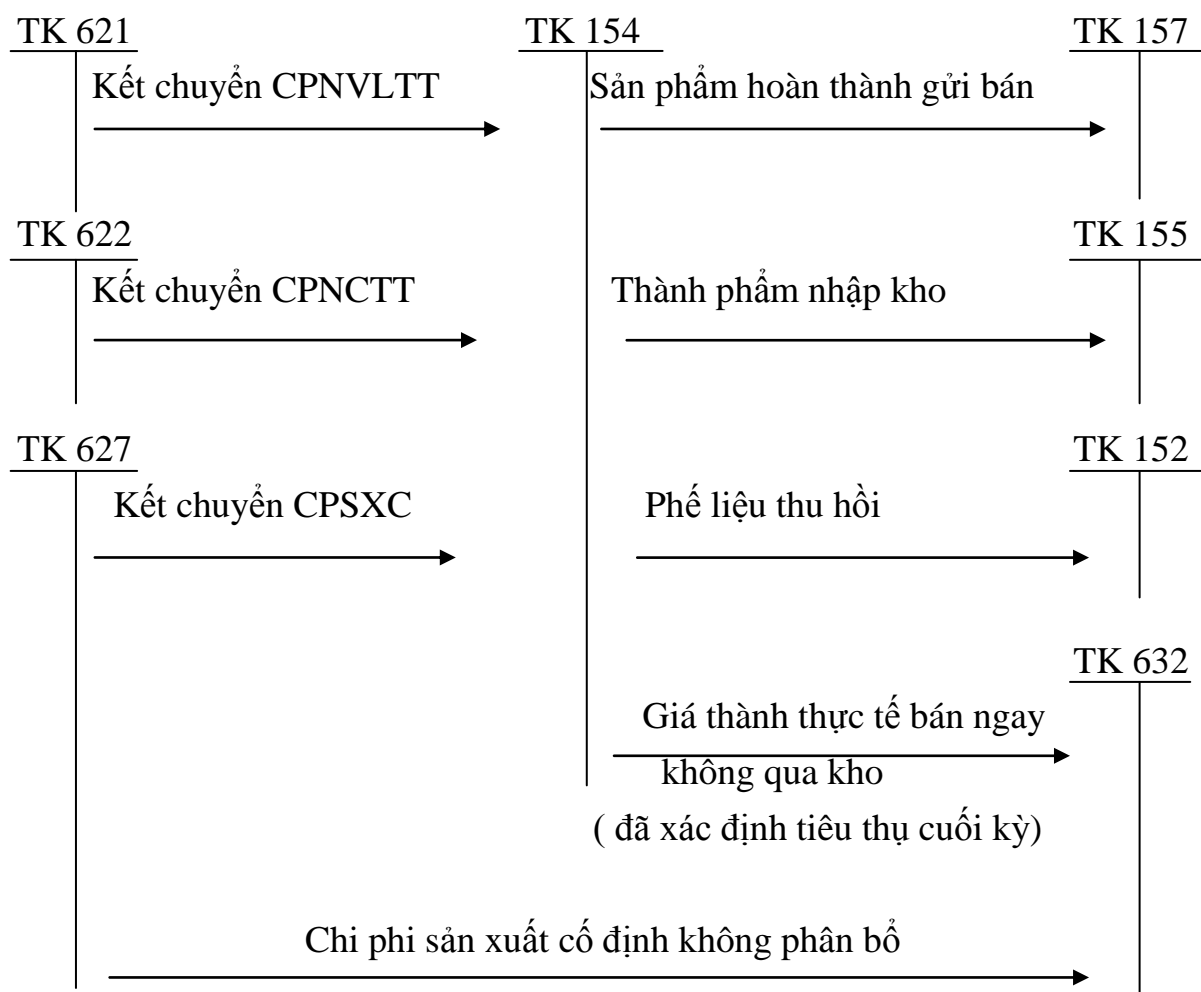 TK 621
TK 154
TK 157
Kết chuyển CPNVLTT
Sản phẩm hoàn thành gửi bán
TK 622
TK 155
Kết chuyển CPNCTT
Thành phẩm nhập kho
TK 627
TK 152
Kết chuyển CPSXC
Phế liệu thu hồi
TK 632
Giá thành thực tế bán ngay
không qua kho
( đã xác định tiêu thụ cuối kỳ)
Chi phi sản xuất cố định không phân bổ